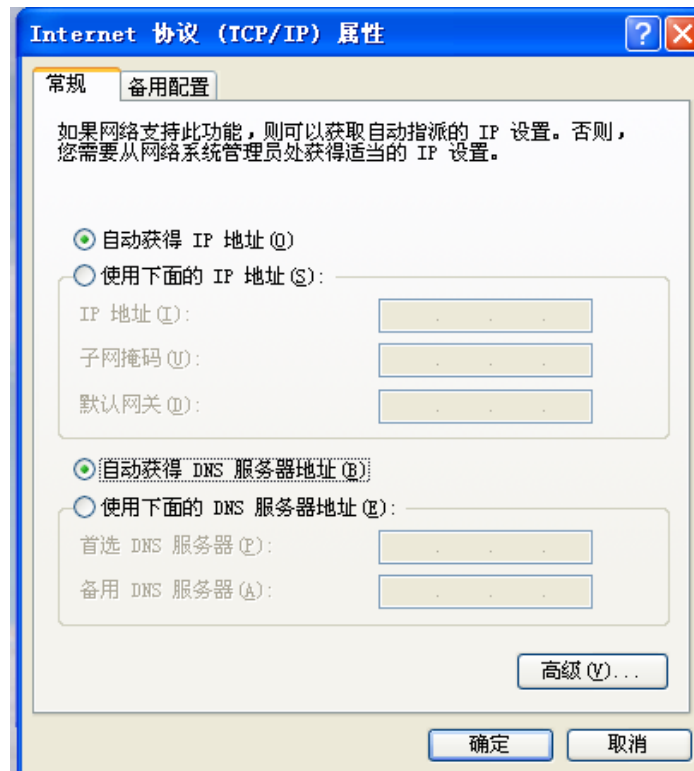 Internet 协议 (TCP/IP) 属性
常规
备用配置
如果网络支持此功能，则可以获取自动指派的 IP 设置。否则，
您需要从网络系统管理员处获得适当的 IP 设置。
自动获得 IP 地址(O)
使用下面的 IP 地址(S):
IP 地址(I):
子网掩码(U):
默认网关(D):
自动获得 DNS 服务器地址(B)
使用下面的 DNS 服务器地址(E):
首选 DNS 服务器(P):
备用 DNS 服务器(A):
高级(V)...
确定
取消